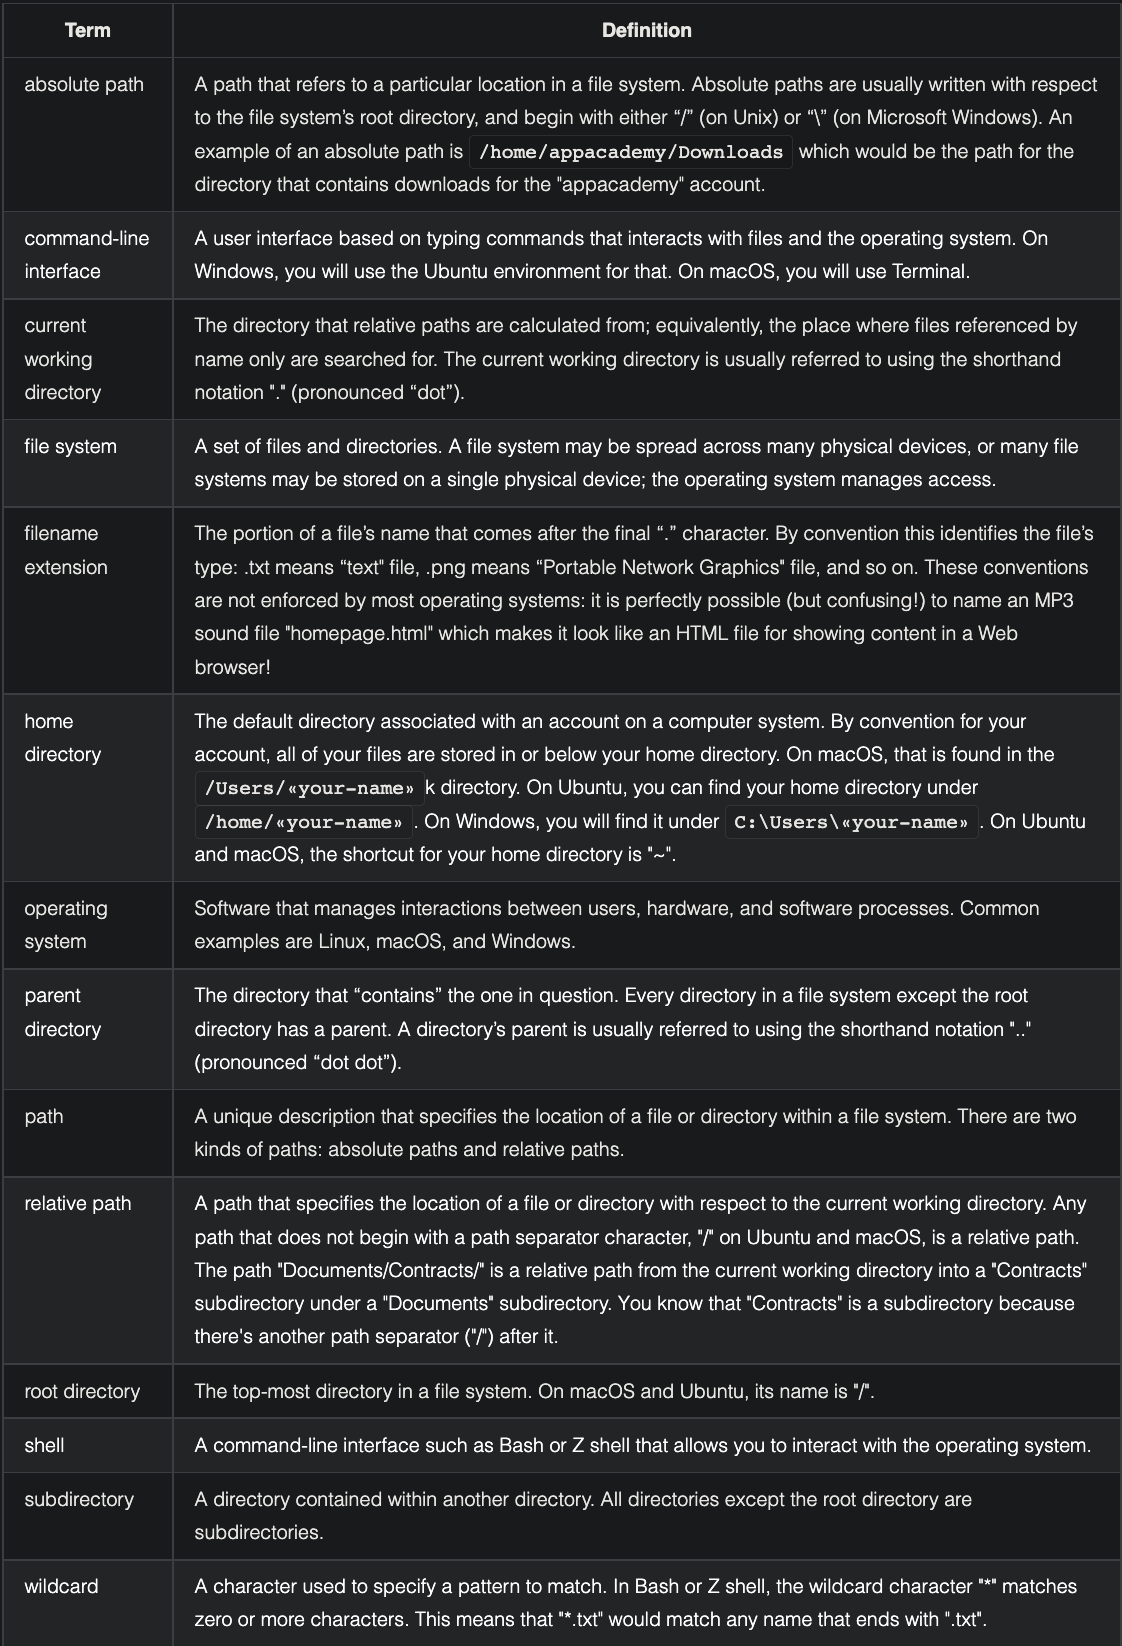 Term Definition
absolute path A path that refers to a particular location in a file system. Absolute paths are usually written with respect
to the file system’s root directory, and begin with either “/” (on Unix) or “\” (on Microsoft Windows). An
example of an absolute path is /home/appacademy/Downloads which would be the path for the
directory that contains downloads for the "appacademy" account.
command-line A user interface based on typing commands that interacts with files and the operating system. On
interface Windows, you will use the Ubuntu environment for that. On macOS, you will use Terminal.
current The directory that relative paths are calculated from; equivalently, the place where files referenced by
working name only are searched for. The current working directory is usually referred to using the shorthand
directory notation "." (pronounced “dot”).
file system A set of files and directories. A file system may be spread across many physical devices, or many file
systems may be stored on a single physical device; the operating system manages access.
filename The portion of a file’s name that comes after the final “.” character. By convention this identifies the file’s
extension type: .txt means “text" file, .png means “Portable Network Graphics" file, and so on. These conventions
are not enforced by most operating systems: it is perfectly possible (but confusing!) to name an MP3
sound file "homepage.html" which makes it look like an HTML file for showing content in a Web
browser!
home The default directory associated with an account on a computer system. By convention for your
directory account, all of your files are stored in or below your home directory. On macOS, that is found in the
/Users/«your-name» k directory. On Ubuntu, you can find your home directory under
/home/«your-name» . On Windows, you will find it under C:\Users\«your-name» . On Ubuntu
and macOS, the shortcut for your home directory is "~".
operating Software that manages interactions between users, hardware, and software processes. Common
system examples are Linux, macOS, and Windows.
parent The directory that “contains” the one in question. Every directory in a file system except the root
directory directory has a parent. A directory’s parent is usually referred to using the shorthand notation ".."
(pronounced “dot dot”).
path A unique description that specifies the location of a file or directory within a file system. There are two
kinds of paths: absolute paths and relative paths.
relative path A path that specifies the location of a file or directory with respect to the current working directory. Any
path that does not begin with a path separator character, "/" on Ubuntu and macOS, is a relative path.
The path "Documents/Contracts/" is a relative path from the current working directory into a "Contracts"
subdirectory under a "Documents" subdirectory. You know that "Contracts" is a subdirectory because
there's another path separator ("/") after it.
root directory The top-most directory in a file system. On macOS and Ubuntu, its name is "/".
shell A command-line interface such as Bash or Z shell that allows you to interact with the operating system.
subdirectory A directory contained within another directory. All directories except the root directory are
subdirectories.
wildcard A character used to specify a pattern to match. In Bash or Z shell, the wildcard character "*" matches
zero or more characters. This means that "*.txt" would match any name that ends with ".txt".